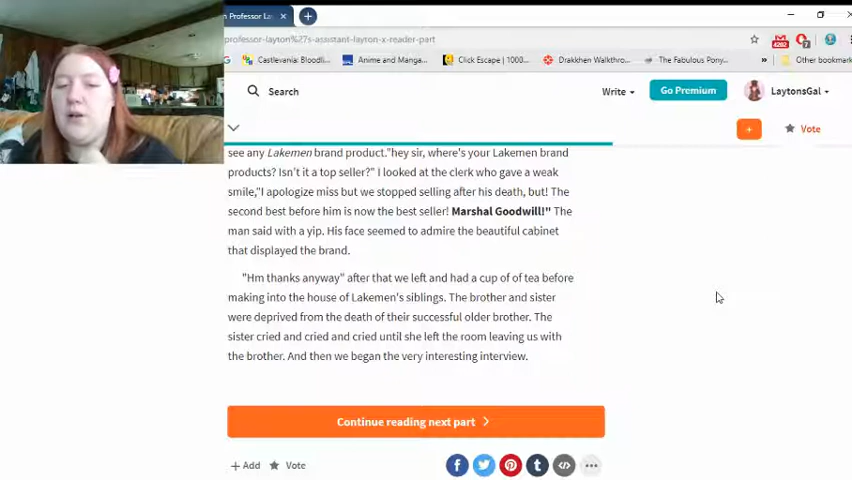 n Professor La
professor-layton%27s-assistant-layton-x-reader-part
Castlevania: Bloodli...
Anime and Manga...
Click Escape | 1000...
Drakkhen Walkthro...
The Fabulous Pony...
»
Other bookmark
4282
7
Search
Write
Go Premium
LaytonsGal
+
Vote
see any Lakemen brand product."hey sir, where's your Lakemen brand
products? Isn't it a top seller?" I looked at the clerk who gave a weak
smile,"I apologize miss but we stopped selling after his death, but! The
second best before him is now the best seller! Marshal Goodwill!" The
man said with a yip. His face seemed to admire the beautiful cabinet
that displayed the brand.
"Hm thanks anyway" after that we left and had a cup of of tea before
making into the house of Lakemen's siblings. The brother and sister
were deprived from the death of their successful older brother. The
sister cried and cried and cried until she left the room leaving us with
the brother. And then we began the very interesting interview.
Continue reading next part
+ Add
Vote